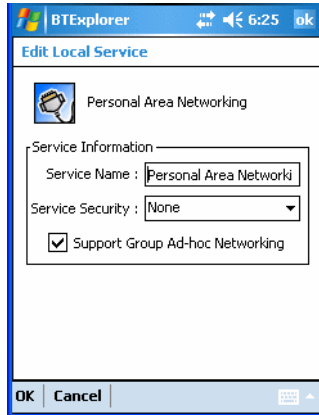 BTExplorer 6:25 ok
Edit Local Service
Personal Area Networking
Service Information
Service Name : Personal Area Networki
Service Security : None
Support Group Ad-hoc Networking
OK Cancel